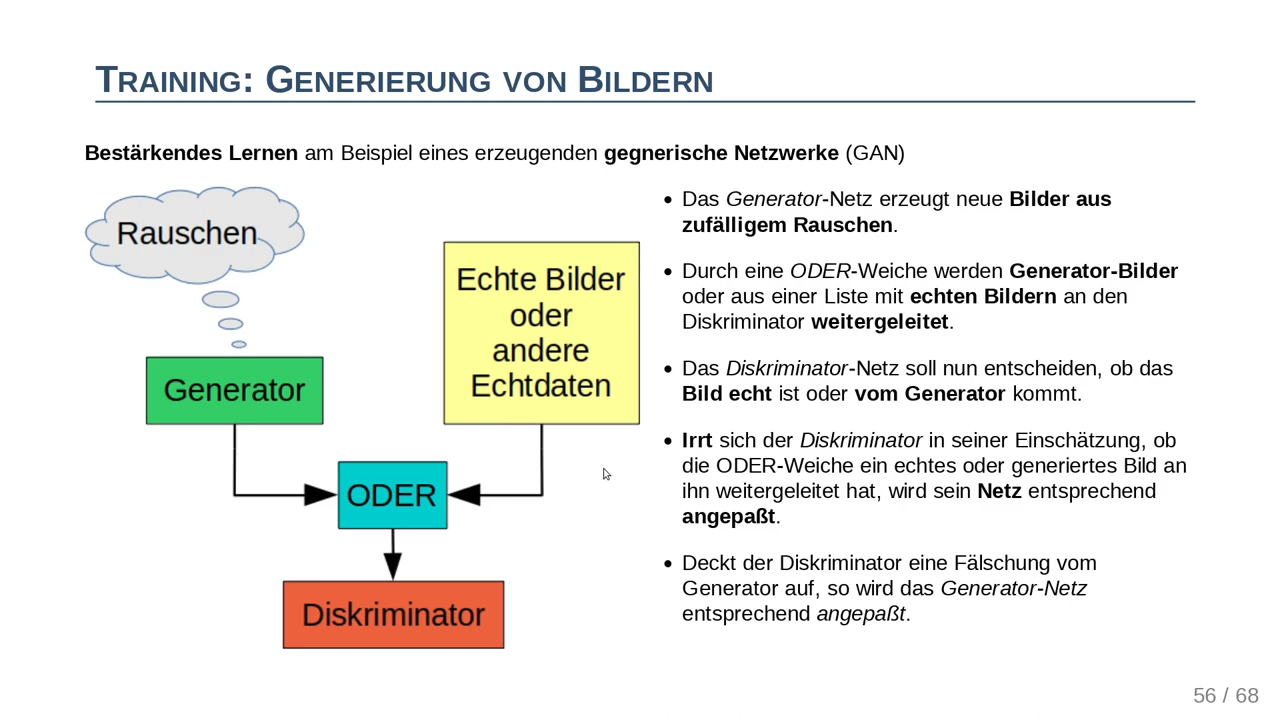 TRAINING: GENERIERUNG VON BILDERN
Bestärkendes Lernen am Beispiel eines erzeugenden gegnerische Netzwerke (GAN)
Rauschen
Generator
Echte Bilder
oder
andere
Echtdaten
ODER
Diskriminator
• Das Generator-Netz erzeugt neue Bilder aus
zufälligem Rauschen.
• Durch eine ODER-Weiche werden Generator-Bilder
oder aus einer Liste mit echten Bildern an den
Diskriminator weitergeleitet.
• Das Diskriminator-Netz soll nun entscheiden, ob das
Bild echt ist oder vom Generator kommt.
• Irrt sich der Diskriminator in seiner Einschätzung, ob
die ODER-Weiche ein echtes oder generiertes Bild an
ihn weitergeleitet hat, wird sein Netz entsprechend
angepaßt.
• Deckt der Diskriminator eine Fälschung vom
Generator auf, so wird das Generator-Netz
entsprechend angepaßt.
56 / 68